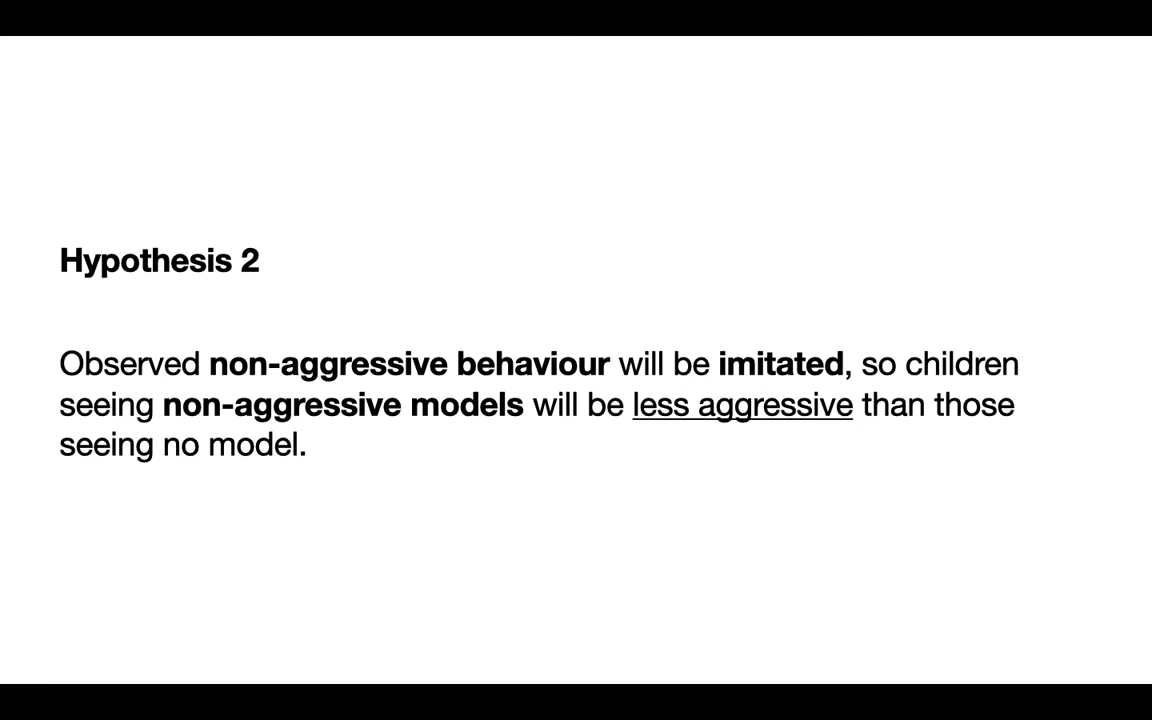 Hypothesis 2
Observed non-aggressive behaviour will be imitated, so children
seeing non-aggressive models will be less aggressive than those
seeing no model.